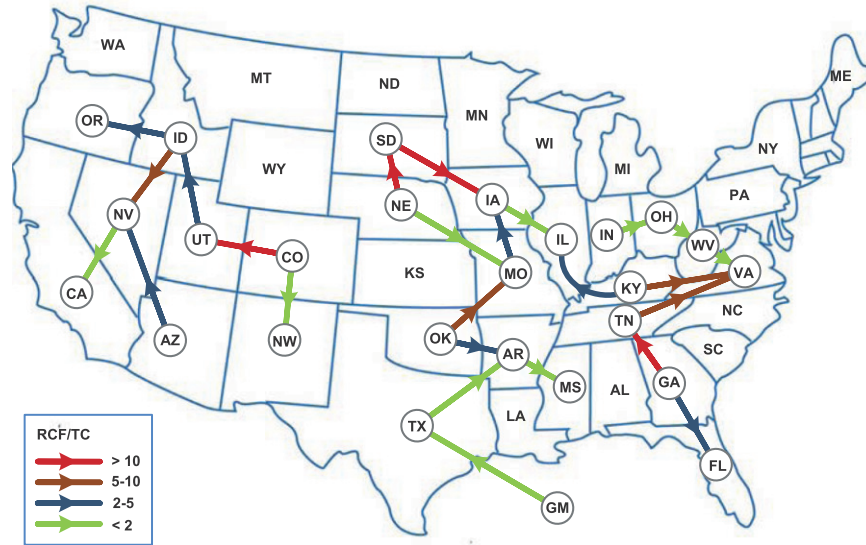 WA
ME
MT
ND
MN
OR
ID
SD
WI
NY
MI
WY
PA
NE
IA
NV
OH
UT
IL
IN
WV
CO
KS
MO
VA
CA
KY
NC
TN
AZ
NW
OK
AR
SC
MS
AL
GA
LA
TX
FL
GM
RCF/TC
> 10
5-10
2-5
< 2